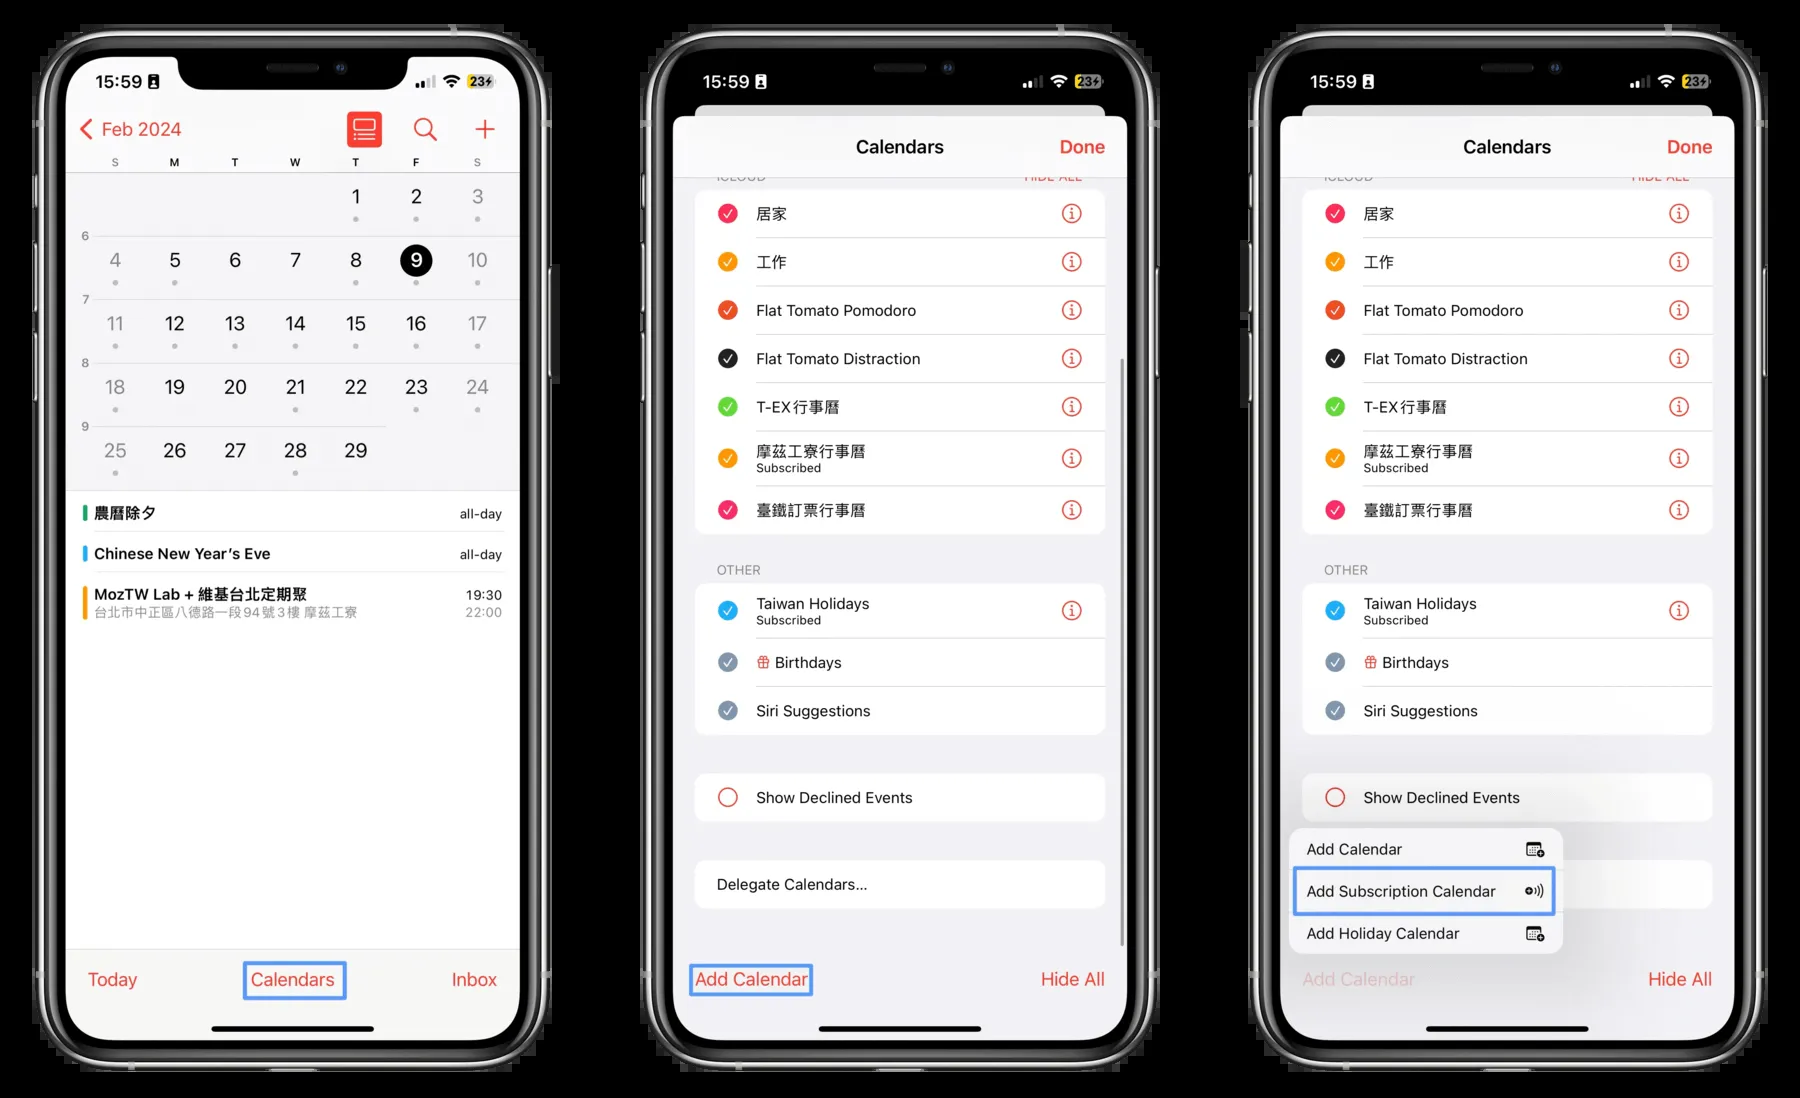 15:59
23
Feb 2024
S M T W T F S
1 2 3
6
4 5 6 7 8 9 10
7
11 12 13 14 15 16 17
8
18 19 20 21 22 23 24
9
25 26 27 28 29
農曆除夕 all-day
Chinese New Year's Eve all-day
MozTW Lab + 維基台北定期聚 19:30
台北市中正區八德路一段94號3樓 摩茲工寮 22:00
Today Calendars Inbox
15:59
23
Calendars Done
ICLOUD HIDE ALL
居家
工作
Flat Tomato Pomodoro
Flat Tomato Distraction
T-EX行事曆
摩茲工寮行事曆
Subscribed
臺鐵訂票行事曆
OTHER
Taiwan Holidays
Subscribed
Birthdays
Siri Suggestions
Show Declined Events
Delegate Calendars...
Add Calendar Hide All
15:59
23
Calendars Done
ICLOUD HIDE ALL
居家
工作
Flat Tomato Pomodoro
Flat Tomato Distraction
T-EX行事曆
摩茲工寮行事曆
Subscribed
臺鐵訂票行事曆
OTHER
Taiwan Holidays
Subscribed
Birthdays
Siri Suggestions
Show Declined Events
Add Calendar
Add Subscription Calendar
Add Holiday Calendar
Add Calendar Hide All